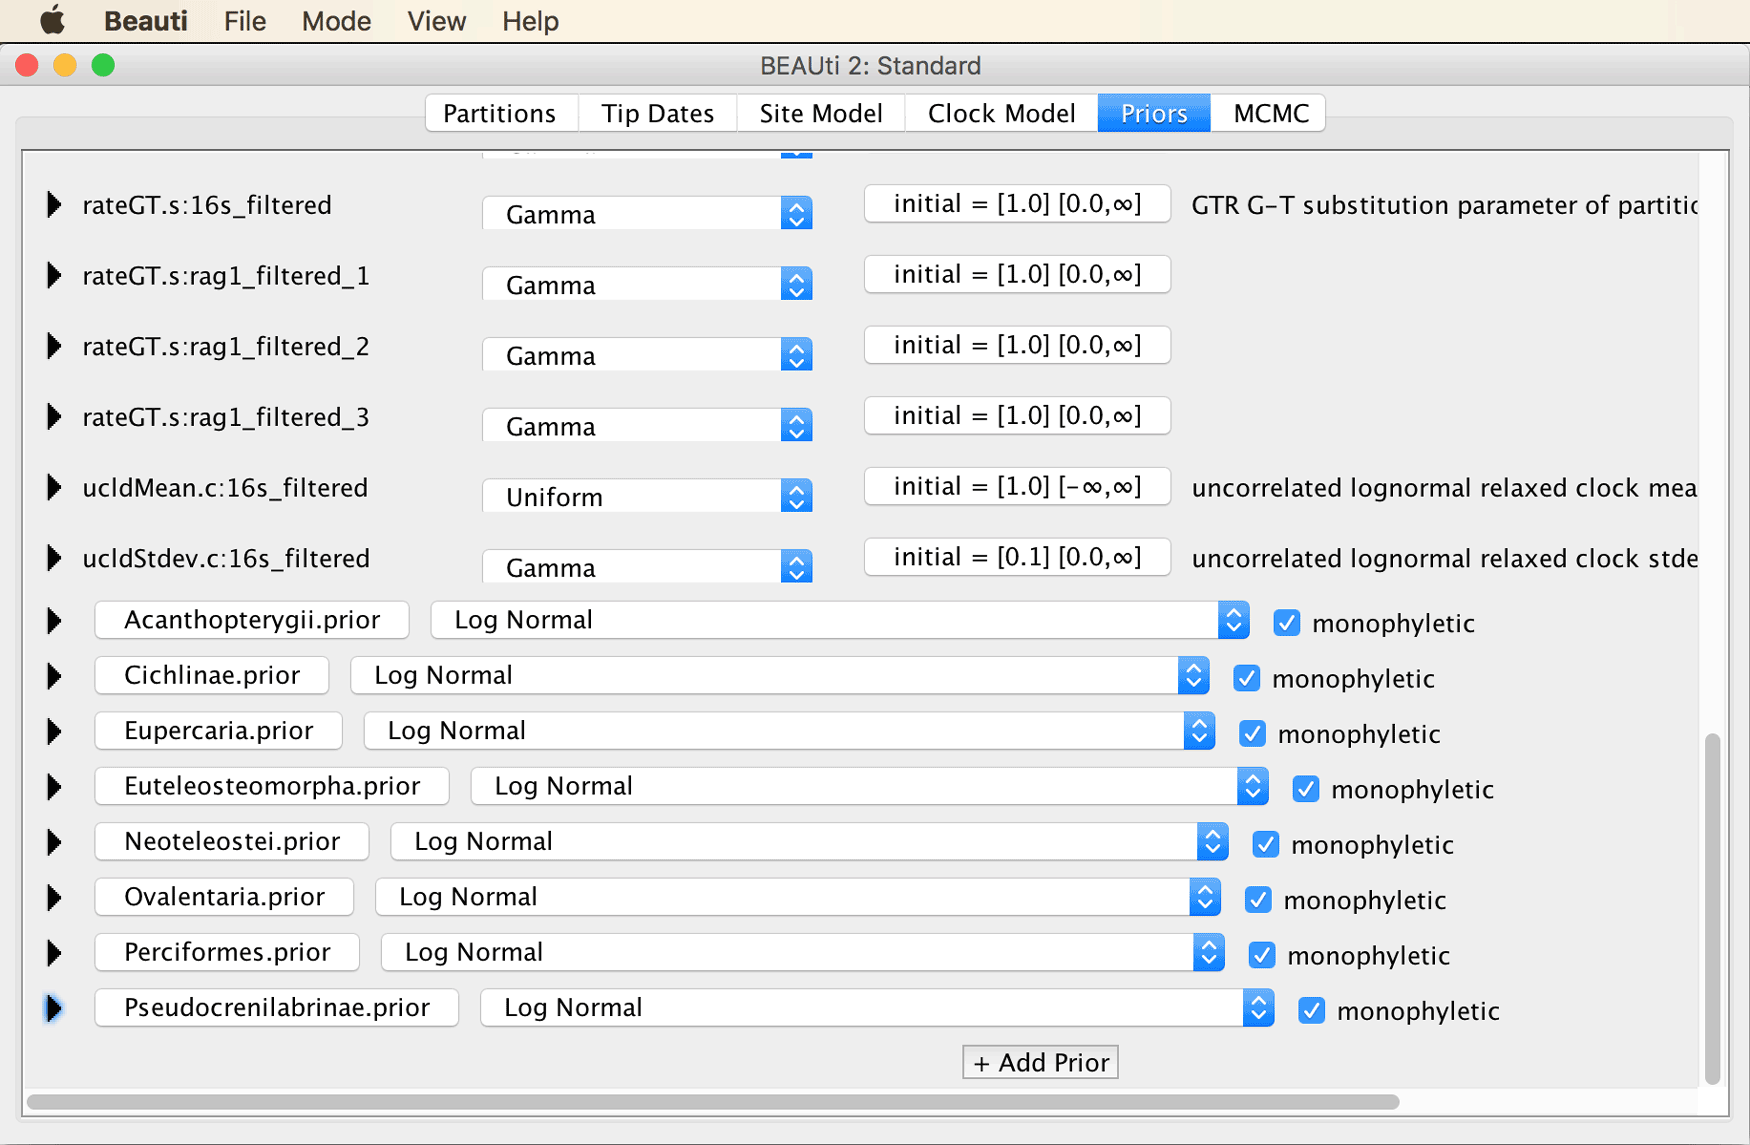 Beauti File Mode View Help
BEAUti 2: Standard
Partitions Tip Dates Site Model Clock Model Priors MCMC
rateGT.s:16s_filtered Gamma initial = [1.0] [0.0,∞] GTR G-T substitution parameter of partitic
rateGT.s:rag1_filtered_1 Gamma initial = [1.0] [0.0,∞]
rateGT.s:rag1_filtered_2 Gamma initial = [1.0] [0.0,∞]
rateGT.s:rag1_filtered_3 Gamma initial = [1.0] [0.0,∞]
ucldMean.c:16s_filtered Uniform initial = [1.0] [-∞,∞] uncorrelated lognormal relaxed clock mea
ucldStdev.c:16s_filtered Gamma initial = [0.1] [0.0,∞] uncorrelated lognormal relaxed clock stde
Acanthopterygii.prior Log Normal monophyletic
Cichlinae.prior Log Normal monophyletic
Eupercaria.prior Log Normal monophyletic
Euteleosteomorpha.prior Log Normal monophyletic
Neoteleostei.prior Log Normal monophyletic
Ovalentaria.prior Log Normal monophyletic
Perciformes.prior Log Normal monophyletic
Pseudocrenilabrinae.prior Log Normal monophyletic
+ Add Prior